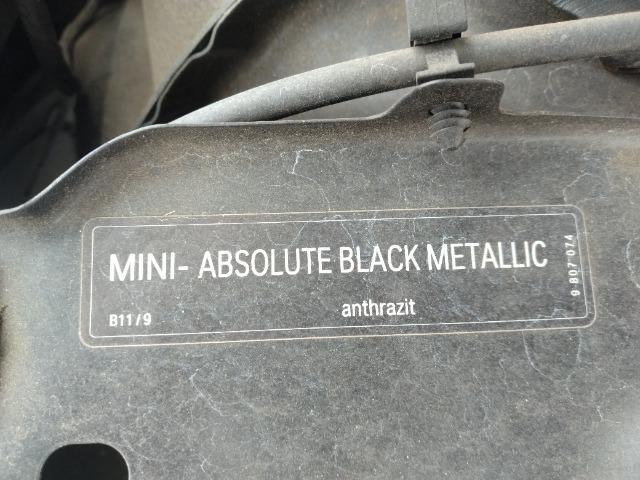 MINI- ABSOLUTE BLACK METALLIC
B11/9
anthrazit
9-807-074